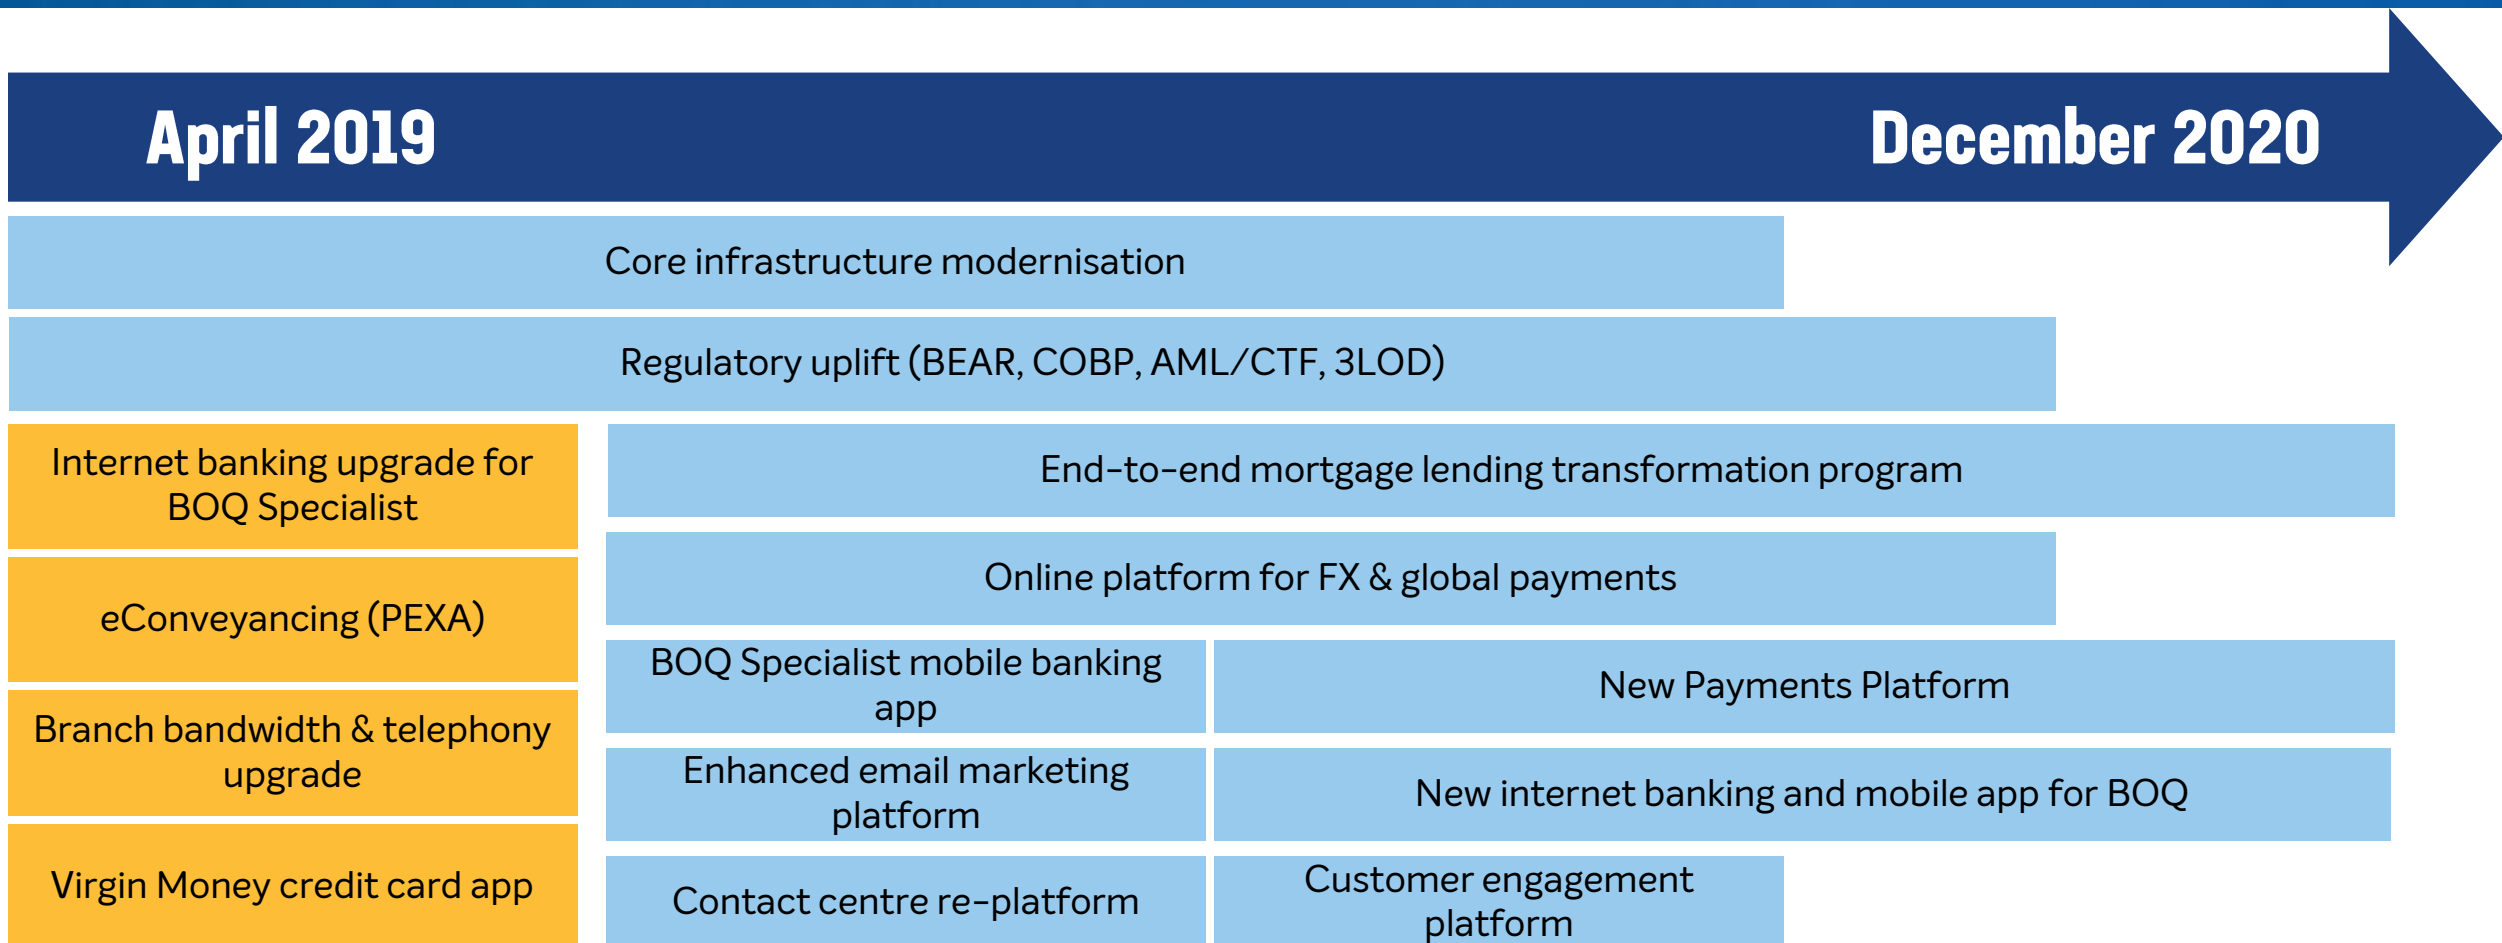 April 2019
December 2020
Core infrastructure modernisation
Regulatory uplift (BEAR, COBP, AML/CTF, 3LOD)
Internet banking upgrade for
BOQ Specialist
eConveyancing (PEXA)
Branch bandwidth & telephony
upgrade
Virgin Money credit card app
End-to-end mortgage lending transformation program
Online platform for FX & global payments
BOQ Specialist mobile banking
app
New Payments Platform
Enhanced email marketing
platform
New internet banking and mobile app for BOQ
Contact centre re-platform
Customer engagement
platform